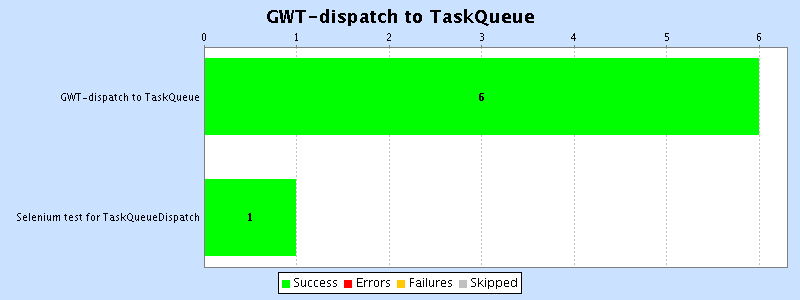 GWT-dispatch to TaskQueue
0 1 2 3 4 5 6
GWT-dispatch to TaskQueue 6
Selenium test for TaskQueueDispatch 1
Success Errors Failures Skipped